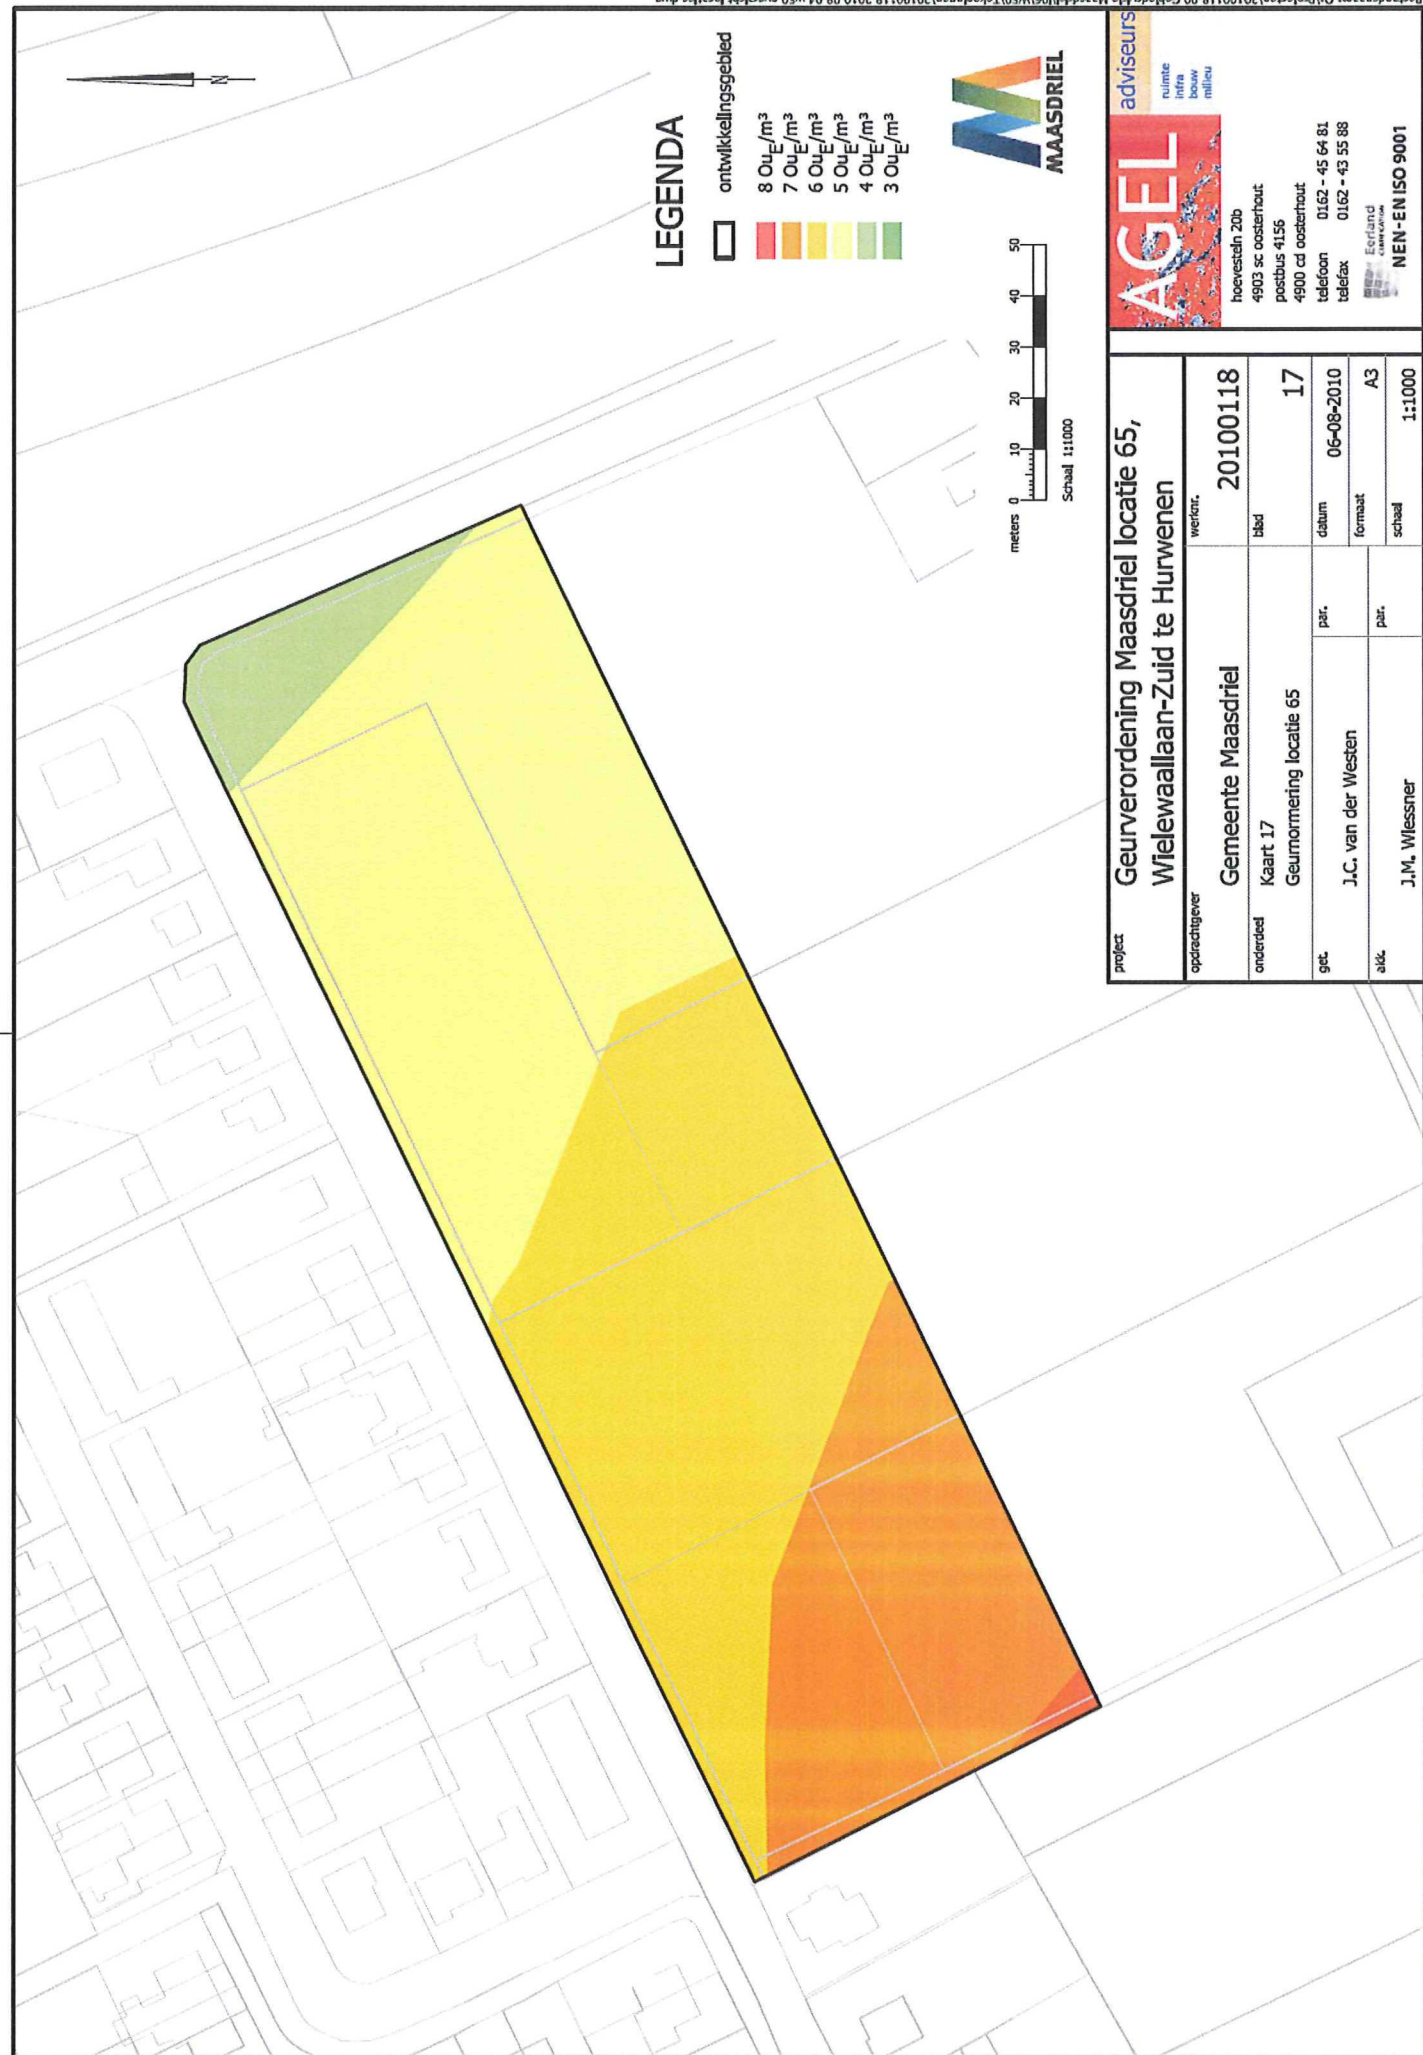 N
LEGENDA
ontwikkelingsgebied
8 OuE/m³
7 OuE/m³
6 OuE/m³
5 OuE/m³
4 OuE/m³
3 OuE/m³
MAASDRIEL
meters 0 10 20 30 40 50
Schaal 1:1000
project Geurverordening Maasdriel locatie 65,
Wielewaallaan-Zuid te Hurwenen
opdrachtgever
Gemeente Maasdriel
werknr.
20100118
onderdeel Kaart 17
Geurnormering locatie 65
blad
17
get.
J.C. van der Westen
par.
datum
06-08-2010
formaat
A3
akk.
J.M. Wiessner
par.
schaal
1:1000
AGEL adviseurs
ruimte
infra
bouw
milieu
hoevestein 20b
4903 sc oosterhout
postbus 4156
4900 cd oosterhout
telefoon 0162 - 45 64 81
telefax 0162 - 43 55 88
Eerland
NEN-EN ISO 9001